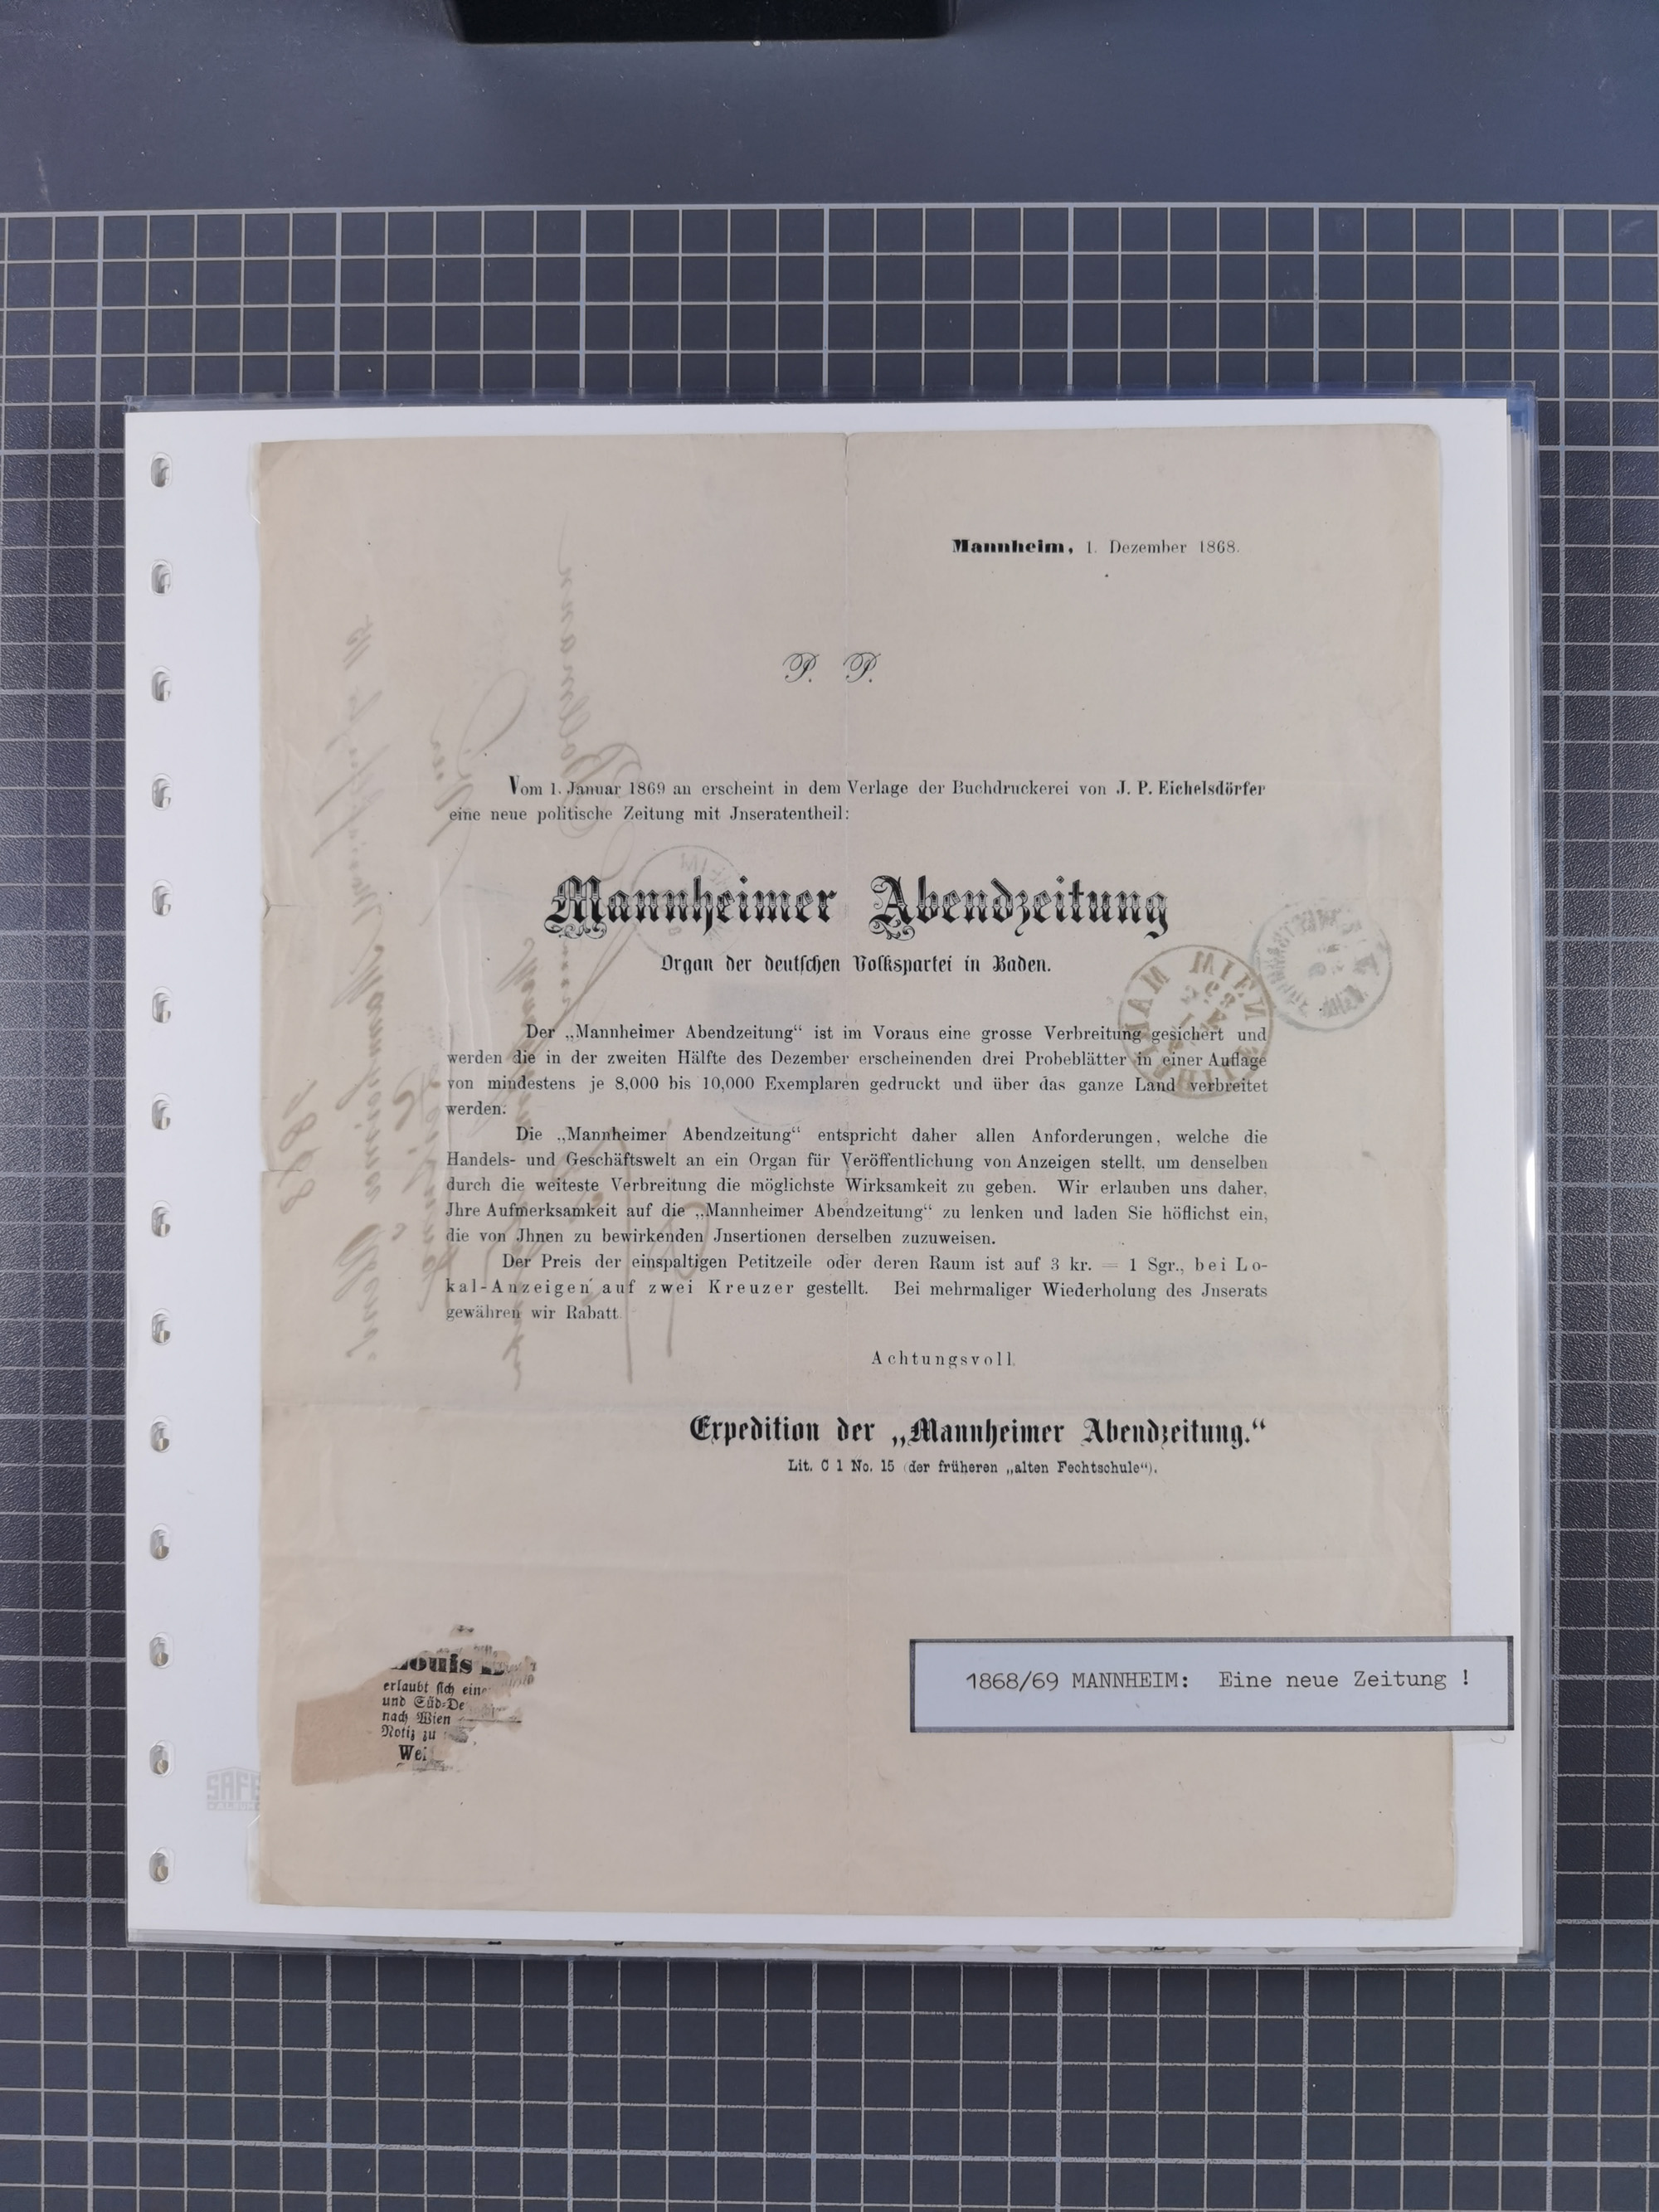 Mannheim, 1. Dezember 1868.
P. P.
Vom 1. Januar 1869 an erscheint in dem Verlage der Buchdruckerei von J. P. Eichelsdörfer
eine neue politische Zeitung mit Jnseratentheil:
Mannheimer Abendzeitung
Organ der deutschen Volkspartei in Baden.
Der „Mannheimer Abendzeitung“ ist im Voraus eine grosse Verbreitung gesichert und
werden die in der zweiten Hälfte des Dezember erscheinenden drei Probeblätter in einer Auflage
von mindestens je 8,000 bis 10,000 Exemplaren gedruckt und über das ganze Land verbreitet
werden.
Die „Mannheimer Abendzeitung“ entspricht daher allen Anforderungen, welche die
Handels- und Geschäftswelt an ein Organ für Veröffentlichung von Anzeigen stellt, um denselben
durch die weiteste Verbreitung die möglichste Wirksamkeit zu geben. Wir erlauben uns daher,
Jhre Aufmerksamkeit auf die „Mannheimer Abendzeitung“ zu lenken und laden Sie höflichst ein,
die von Jhnen zu bewirkenden Jnsertionen derselben zuzuweisen.
Der Preis der einspaltigen Petitzeile oder deren Raum ist auf 3 kr. = 1 Sgr., bei Lo-
kal-Anzeigen auf zwei Kreuzer gestellt. Bei mehrmaliger Wiederholung des Jnserats
gewähren wir Rabatt.
Achtungsvoll
Expedition der „Mannheimer Abendzeitung.“
Lit. C 1 No. 15 (der früheren „alten Fechtschule“).
Louis
erlaubt sich eine
und Süd-De
nach Wien
Notiz zu
Wei
1868/69 MANNHEIM: Eine neue Zeitung !
SAFE